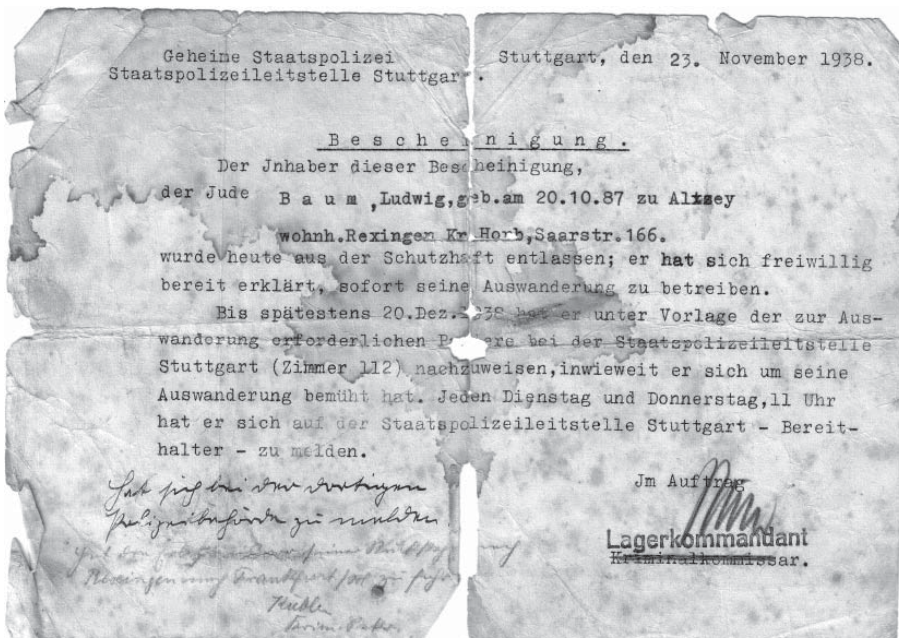 Geheine Staatspolizei
Staatspolizeileitstelle Stuttgart.
Stuttgart, den 23. November 1938.
B e s c h e i n i g u n g .
Der Jnhaber dieser Bescheinigung,
der Jude B a u m ,Ludwig,geb.am 20.10.87 zu Altzey
wohnh.Rexingen Kr Horb,Saarstr.166.
wurde heute aus der Schutzhaft entlassen; er hat sich freiwillig
bereit erklärt, sofort seine Auswanderung zu betreiben.
Bis spätestens 20.Dez.1938 hat er unter Vorlage der zur Aus-
wanderung erforderlichen Papiere bei der Staatspolizeileitstelle
Stuttgart (Zimmer 112) nachzuweisen,inwieweit er sich um seine
Auswanderung bemüht hat. Jeden Dienstag und Donnerstag,11 Uhr
hat er sich auf der Staatspolizeileitstelle Stuttgart - Bereit-
halter - zu melden.
Hat sich bei der dortigen
Polizeibehörde zu melden
Rexingen Frankfurt
Jm Auftrag
Lagerkommandant
Kriminalkommissar.